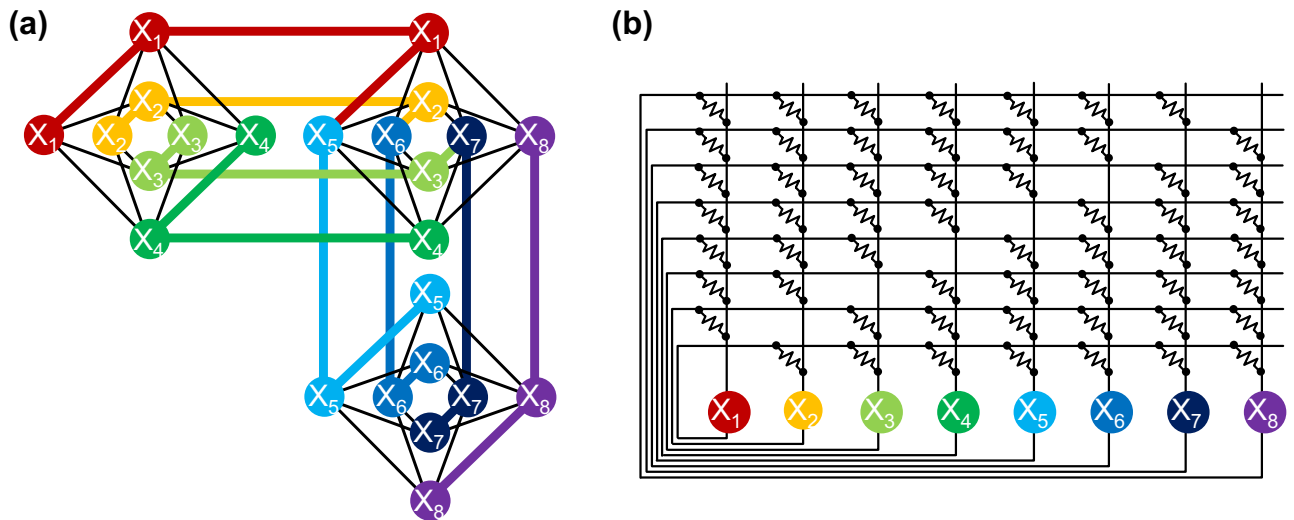 (a)
(b)
X₁ X₁
X₂ X₂
X₁ X₂ X₃ X₄ X₅ X₆ X₇ X₈
X₃ X₃
X₄ X₄
X₅
X₆
X₅ X₆ X₇ X₈
X₇
X₈
X₁ X₂ X₃ X₄ X₅ X₆ X₇ X₈